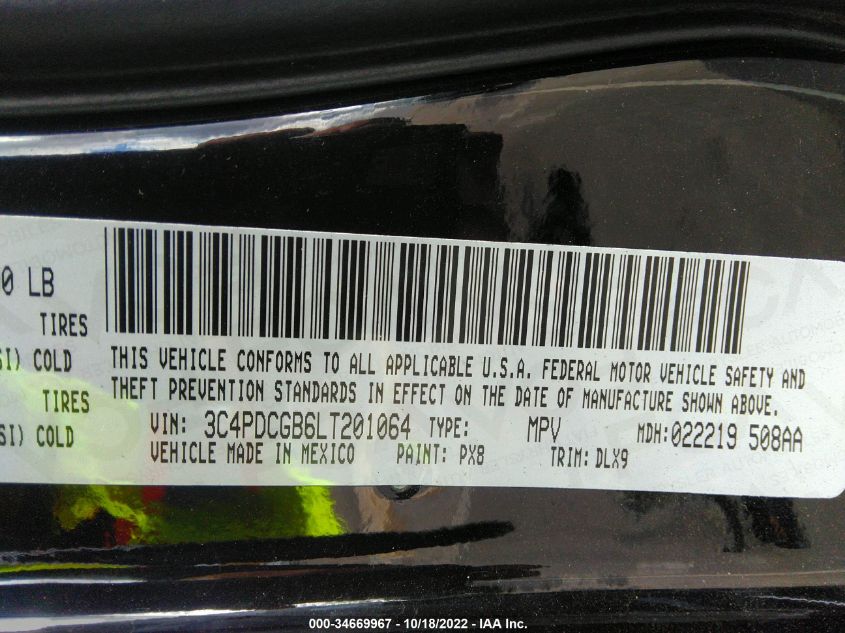 0 LB
TIRES
SI) COLD
TIRES
SI) COLD
THIS VEHICLE CONFORMS TO ALL APPLICABLE U.S.A. FEDERAL MOTOR VEHICLE SAFETY AND
THEFT PREVENTION STANDARDS IN EFFECT ON THE DATE OF MANUFACTURE SHOWN ABOVE.
VIN: 3C4PDCGB6LT201064 TYPE: MPV MDH:022219 508AA
VEHICLE MADE IN MEXICO PAINT: PX8 TRIM: DLX9
000-34669967 - 10/18/2022 - IAA Inc.